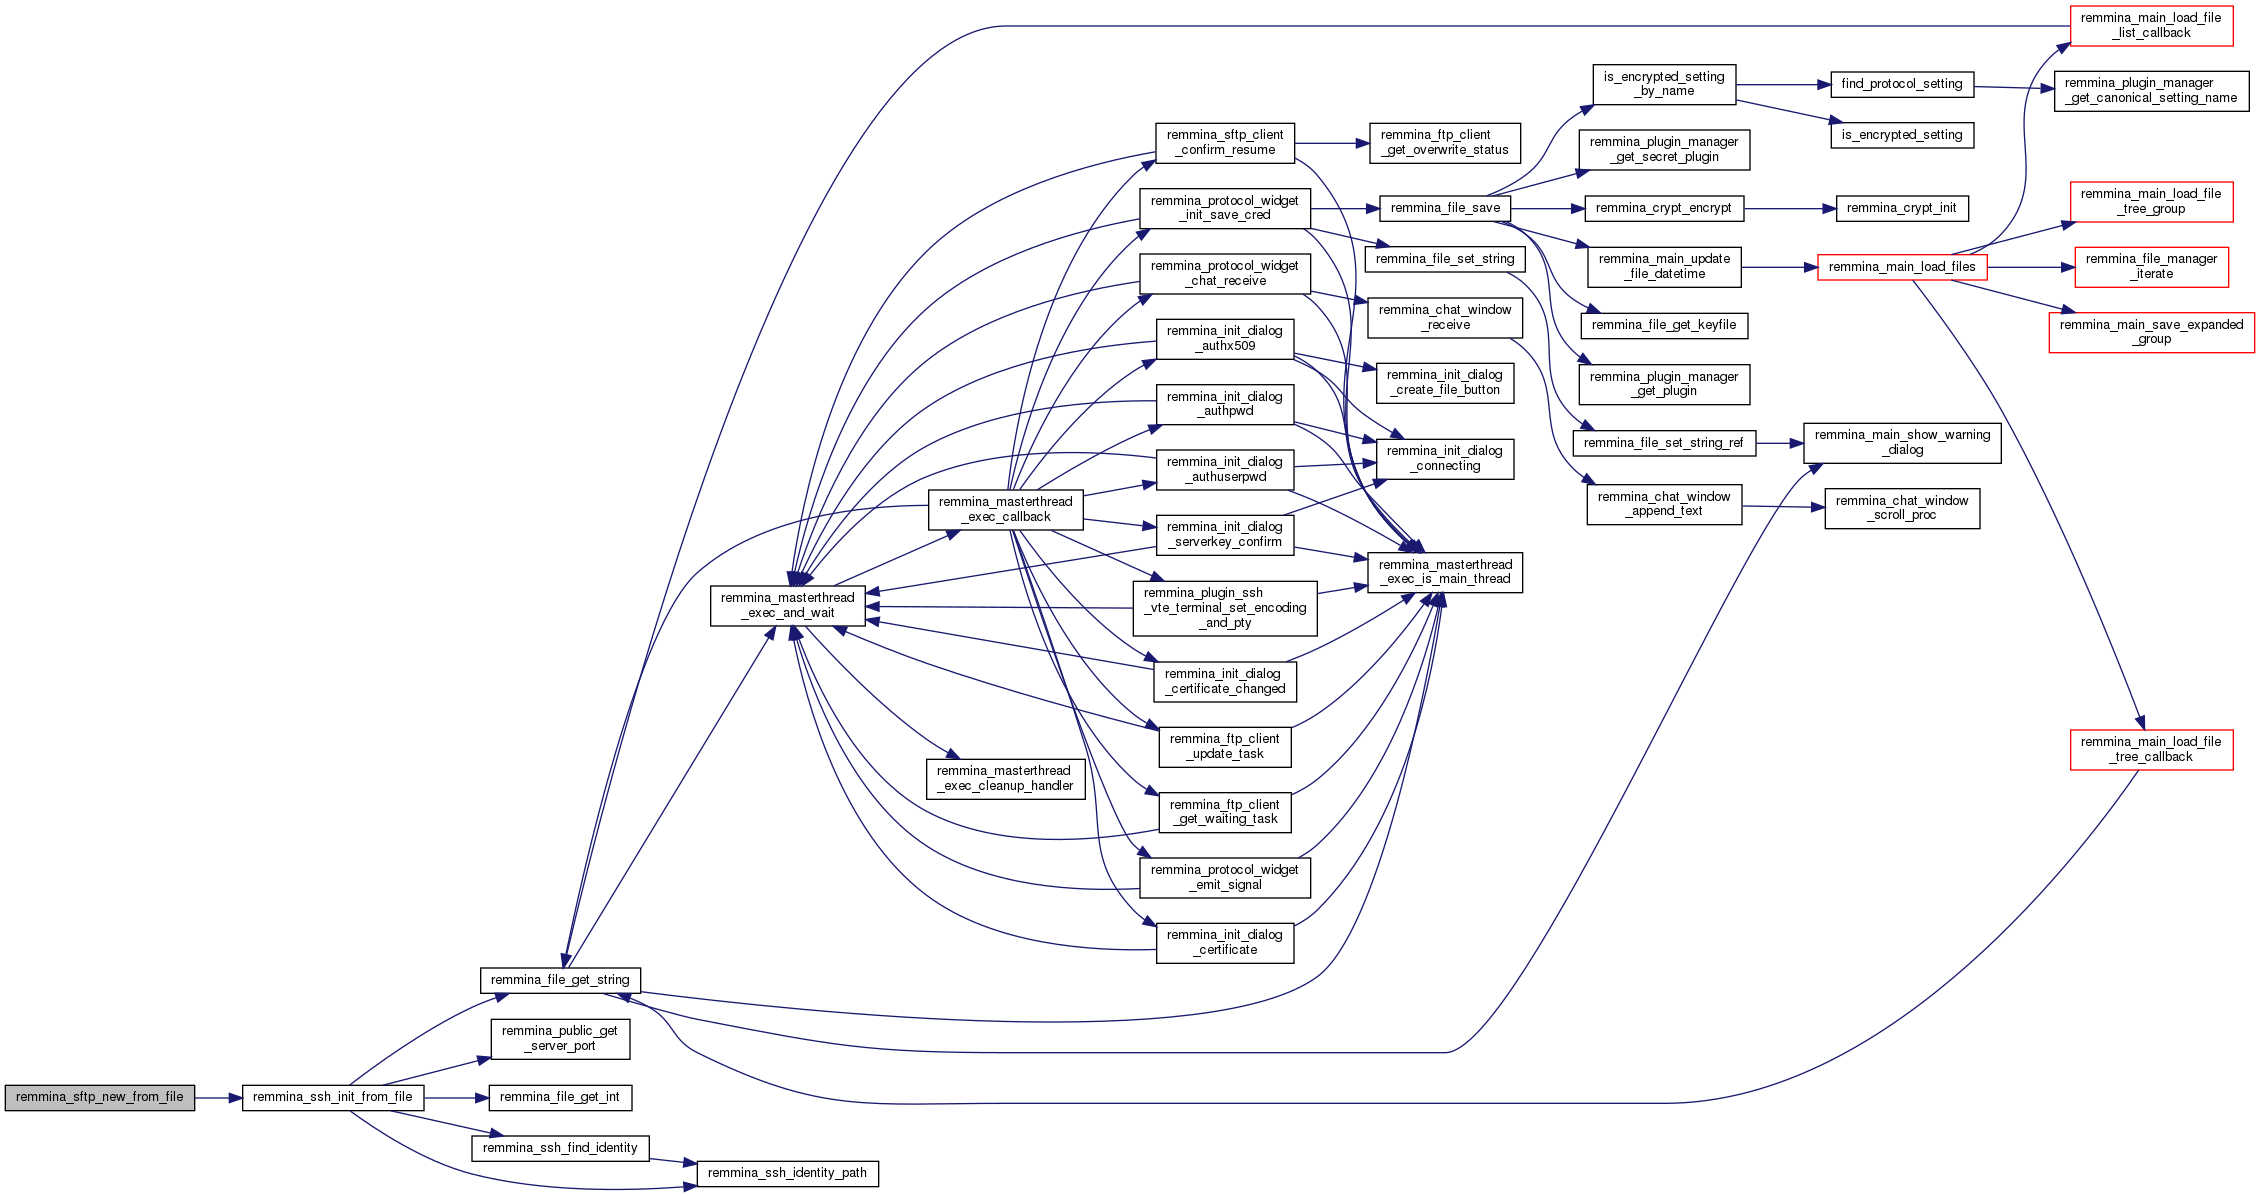 remmina_sftp_new_from_file
remmina_ssh_init_from_file
remmina_file_get_string
remmina_public_get
_server_port
remmina_file_get_int
remmina_ssh_find_identity
remmina_ssh_identity_path
remmina_masterthread
_exec_and_wait
remmina_masterthread
_exec_callback
remmina_masterthread
_exec_cleanup_handler
remmina_sftp_client
_confirm_resume
remmina_protocol_widget
_init_save_cred
remmina_protocol_widget
_chat_receive
remmina_init_dialog
_authx509
remmina_init_dialog
_authpwd
remmina_init_dialog
_authuserpwd
remmina_init_dialog
_serverkey_confirm
remmina_plugin_ssh
_vte_terminal_set_encoding
_and_pty
remmina_init_dialog
_certificate_changed
remmina_ftp_client
_update_task
remmina_ftp_client
_get_waiting_task
remmina_protocol_widget
_emit_signal
remmina_init_dialog
_certificate
remmina_ftp_client
_get_overwrite_status
remmina_file_save
remmina_file_set_string
remmina_chat_window
_receive
remmina_init_dialog
_create_file_button
remmina_init_dialog
_connecting
remmina_masterthread
_exec_is_main_thread
is_encrypted_setting
_by_name
remmina_plugin_manager
_get_secret_plugin
remmina_crypt_encrypt
remmina_main_update
_file_datetime
remmina_file_get_keyfile
remmina_plugin_manager
_get_plugin
remmina_file_set_string_ref
remmina_chat_window
_append_text
find_protocol_setting
is_encrypted_setting
remmina_crypt_init
remmina_main_load_files
remmina_main_show_warning
_dialog
remmina_chat_window
_scroll_proc
remmina_main_load_file
_list_callback
remmina_plugin_manager
_get_canonical_setting_name
remmina_main_load_file
_tree_group
remmina_file_manager
_iterate
remmina_main_save_expanded
_group
remmina_main_load_file
_tree_callback